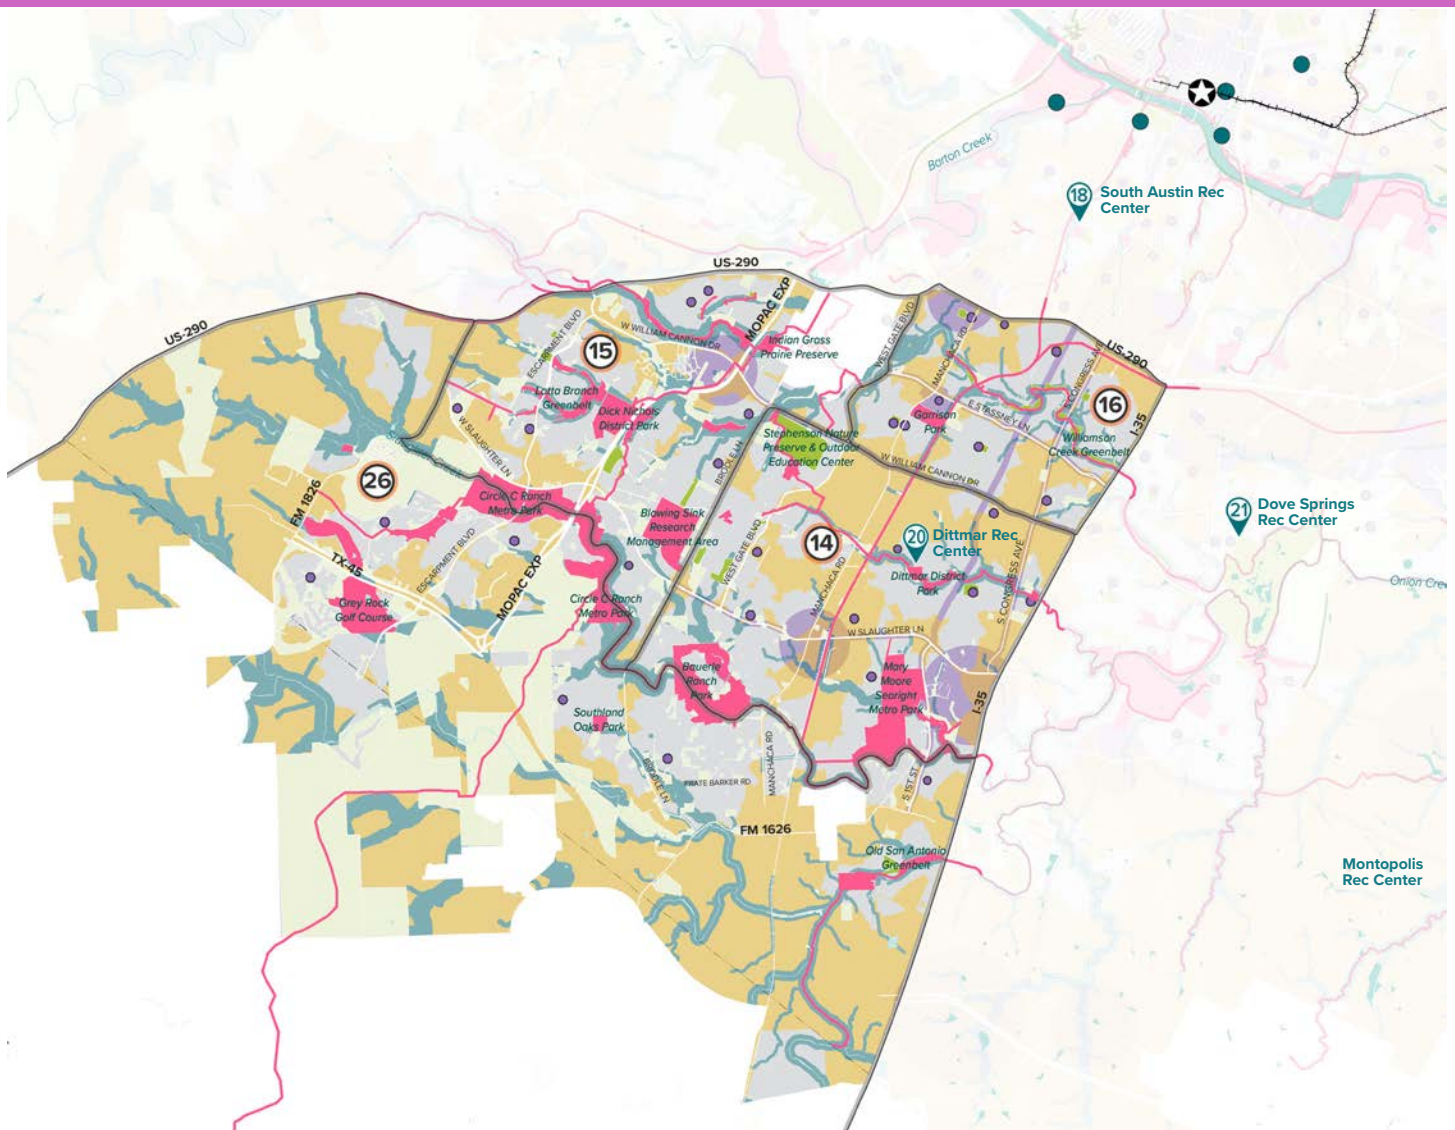 Barton Creek
18
South Austin Rec
Center
US-290
US-290
MOPAC EXP
ESCARPMENT BLVD
W WILLIAM CANNON DR
15
Indian Grass
Prairie Preserve
WEST GATE BLVD
MANCHACA RD
US-290
S CONGRESS AVE
16
I-35
Latta Branch
Greenbelt
Dick Nichols
District Park
Garrison
Park
E STASSNEY LN
Williamson
Creek Greenbelt
W SLAUGHTER LN
Stephenson Nature
Preserve & Outdoor
Education Center
BRODIE LN
W WILLIAM CANNON DR
26
FM 1826
Circle C Ranch
Metro Park
Blowing Sink
Research
Management Area
21
Dove Springs
Rec Center
WEST GATE BLVD
14
20
Dittmar Rec
Center
TX-45
ESCARPMENT BLVD
MOPAC EXP
MANCHACA RD
Dittmar District
Park
S CONGRESS AVE
Onion Cree
Grey Rock
Golf Course
Circle C Ranch
Metro Park
W SLAUGHTER LN
Bauerle
Ranch
Park
Mary
Moore
Searight
Metro Park
I-35
Southland
Oaks Park
BRODIE LN
MANCHACA RD
FRATE BARKER RD
S 1ST ST
FM 1626
Old San Antonio
Greenbelt
Montopolis
Rec Center